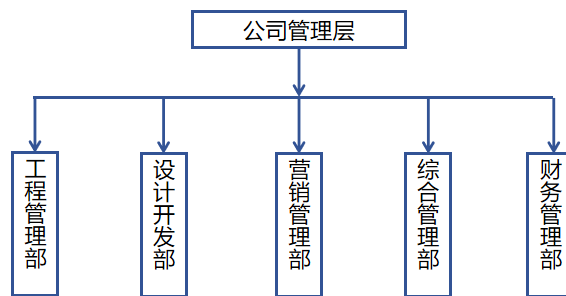 公司管理层
工程管理部
设计开发部
营销管理部
综合管理部
财务管理部